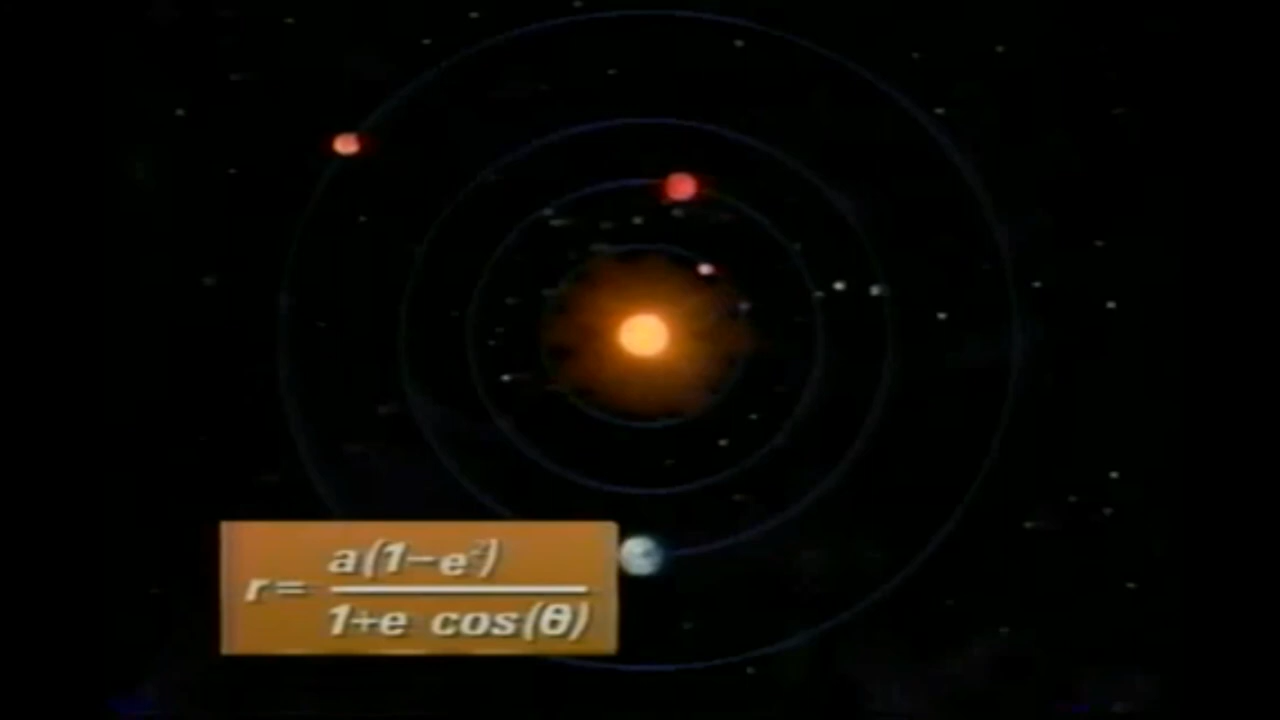 r = a(1-e²)
1+e cos(θ)